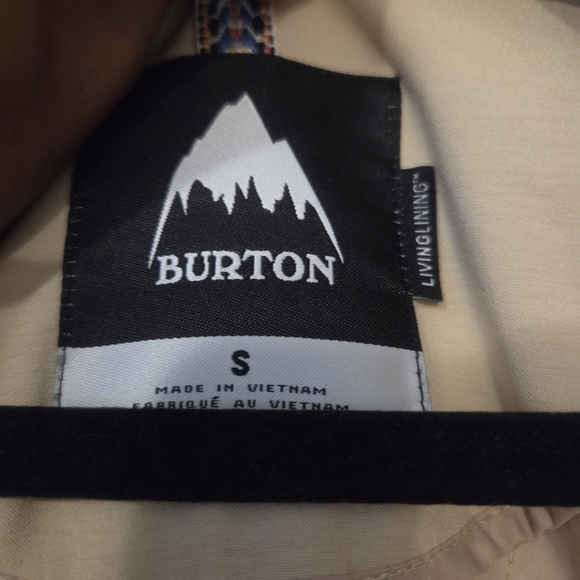 BURTON
LIVINGLINING™
S
MADE IN VIETNAM
FABRIQUÉ AU VIETNAM